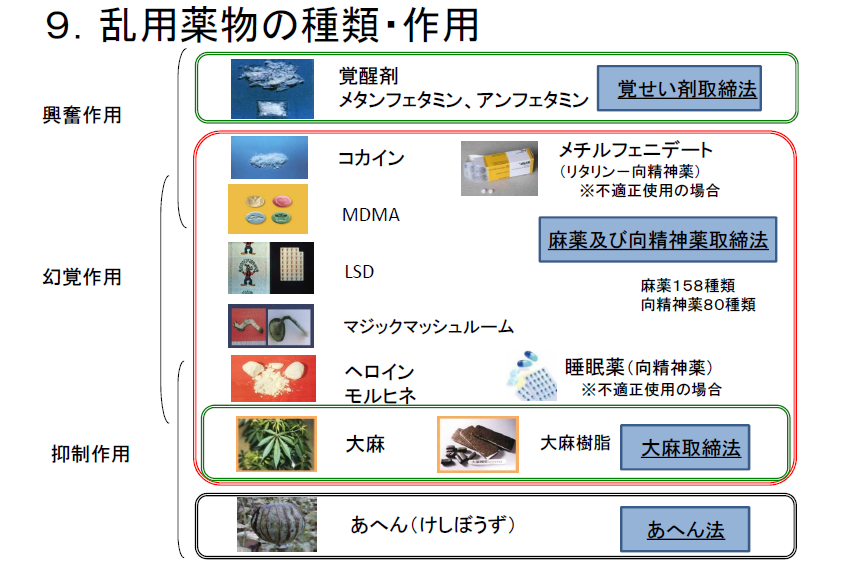 ９．乱用薬物の種類・作用
興奮作用
幻覚作用
抑制作用
覚醒剤
メタンフェタミン、アンフェタミン
覚せい剤取締法
コカイン
メチルフェニデート
（リタリンー向精神薬）
※不適正使用の場合
MDMA
麻薬及び向精神薬取締法
LSD
麻薬１５８種類
向精神薬８０種類
マジックマッシュルーム
ヘロイン
モルヒネ
睡眠薬（向精神薬）
※不適正使用の場合
大麻
大麻樹脂
大麻取締法
あへん（けしぼうず）
あへん法